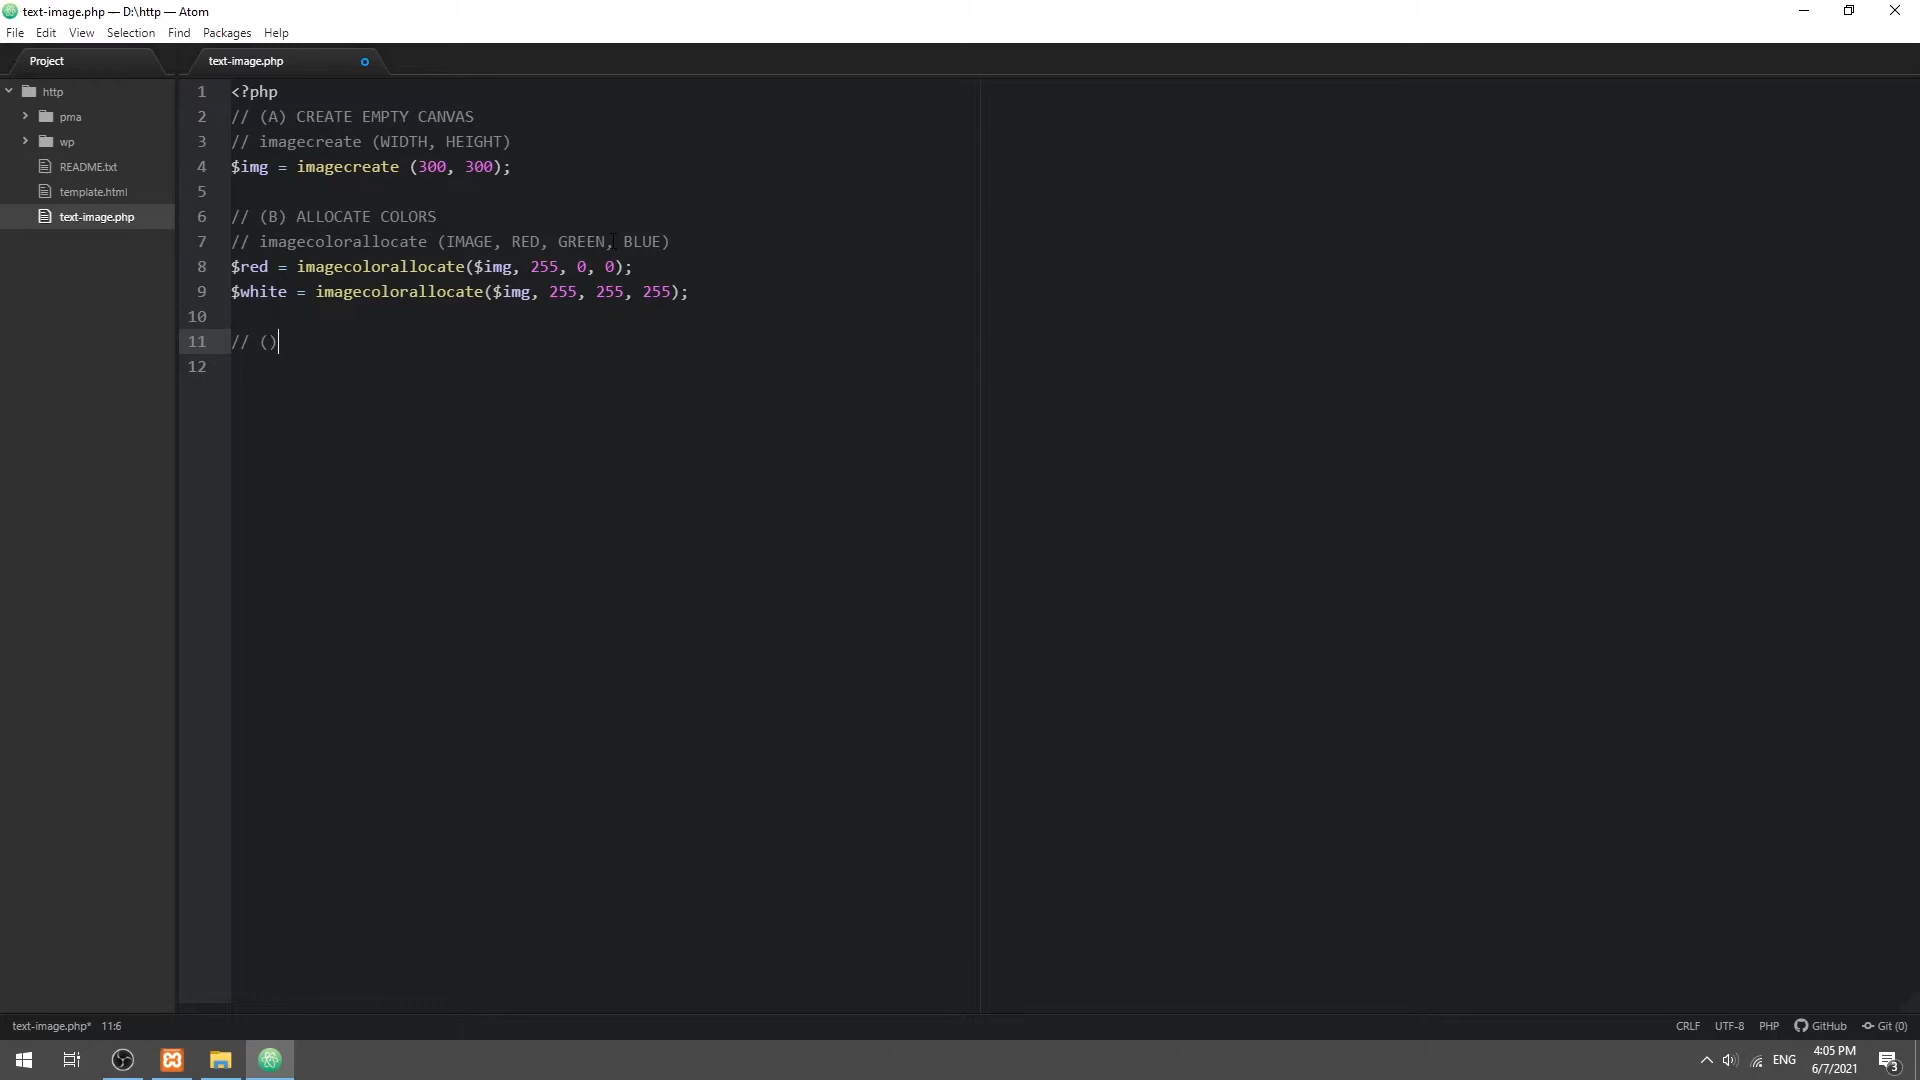 text-image.php — D:\http — Atom
File Edit View Selection Find Packages Help
Project
text-image.php
http
pma
wp
README.txt
template.html
text-image.php
1 <?php
2 // (A) CREATE EMPTY CANVAS
3 // imagecreate (WIDTH, HEIGHT)
4 $img = imagecreate (300, 300);
5
6 // (B) ALLOCATE COLORS
7 // imagecolorallocate (IMAGE, RED, GREEN, BLUE)
8 $red = imagecolorallocate($img, 255, 0, 0);
9 $white = imagecolorallocate($img, 255, 255, 255);
10
11 // ()
12
text-image.php* 11:6
CRLF UTF-8 PHP GitHub Git (0)
ENG
4:05 PM
6/7/2021
3